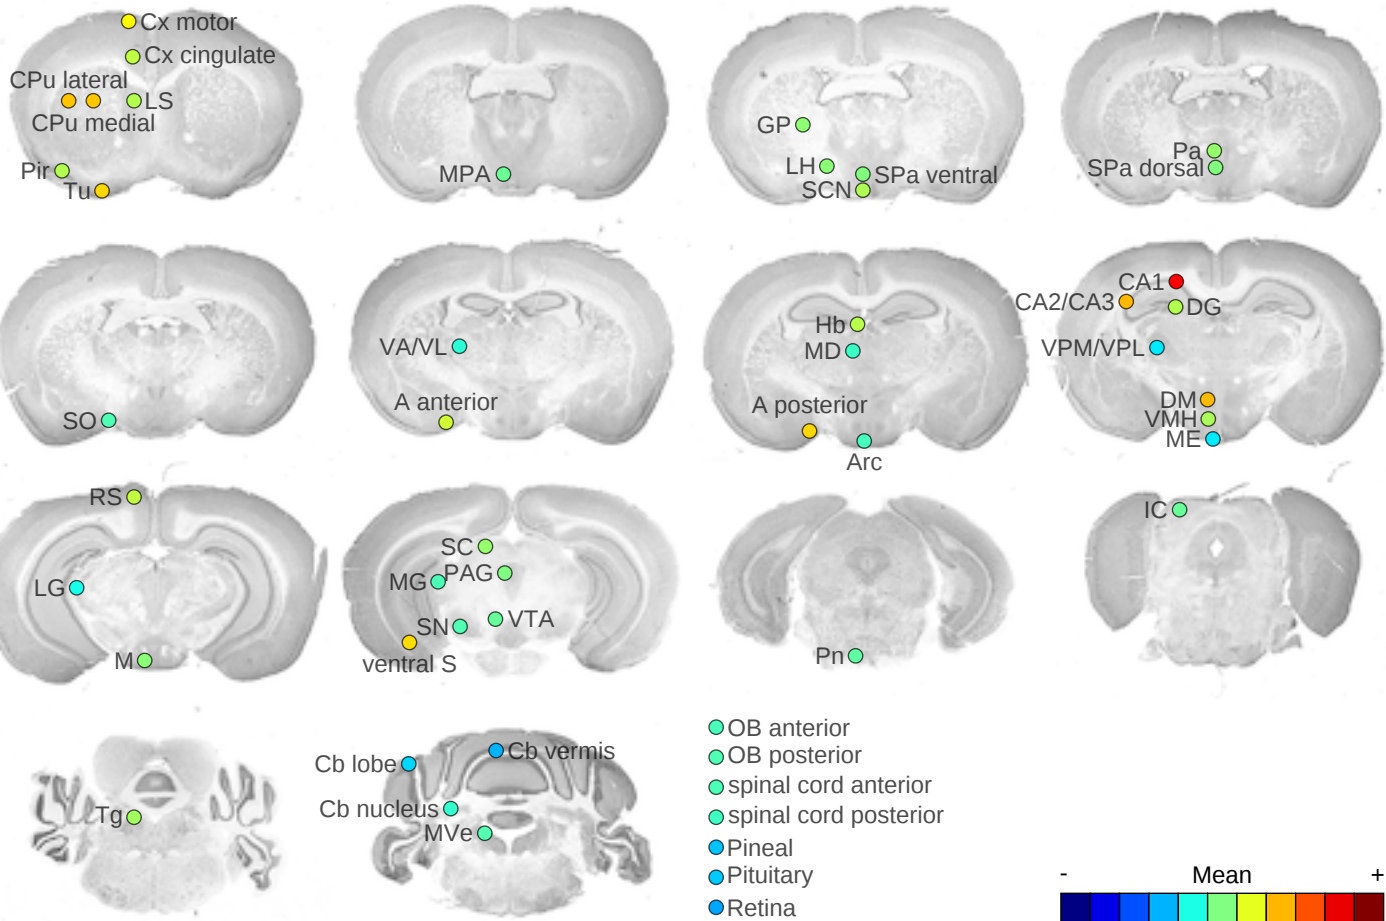 Cx motor
Cx cingulate
CPu lateral
LS
CPu medial
Pir
Tu
MPA
GP
LH
SPa ventral
SCN
Pa
SPa dorsal
SO
VA/VL
A anterior
Hb
MD
A posterior
Arc
CA1
CA2/CA3
DG
VPM/VPL
DM
VMH
ME
RS
LG
M
SC
PAG
MG
VTA
SN
ventral S
Pn
IC
Tg
Cb vermis
Cb lobe
Cb nucleus
MVe
OB anterior
OB posterior
spinal cord anterior
spinal cord posterior
Pineal
Pituitary
Retina
- Mean +